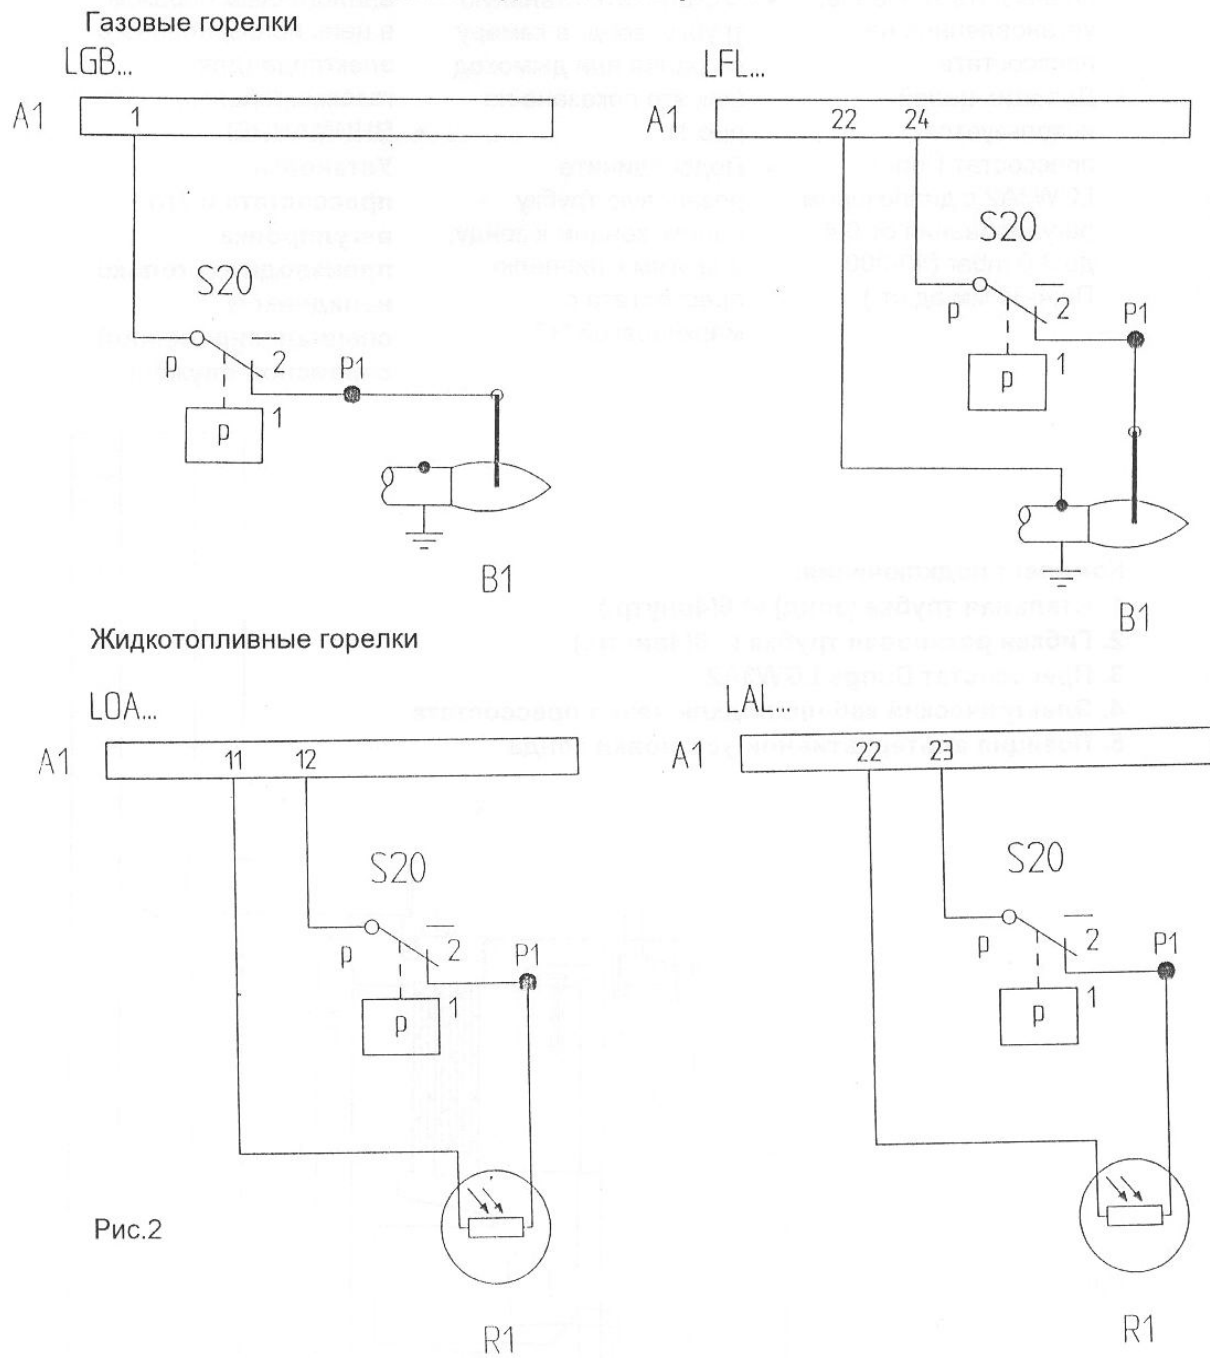 Газовые горелки
LGB...
A1
1
S20
p
2
P1
p
1
B1
LFL...
A1
22 24
S20
p
2
P1
p
1
B1
Жидкотопливные горелки
LOA...
A1
11 12
S20
p
2
P1
p
1
R1
LAL...
A1
22 23
S20
p
2
P1
p
1
R1
Рис.2